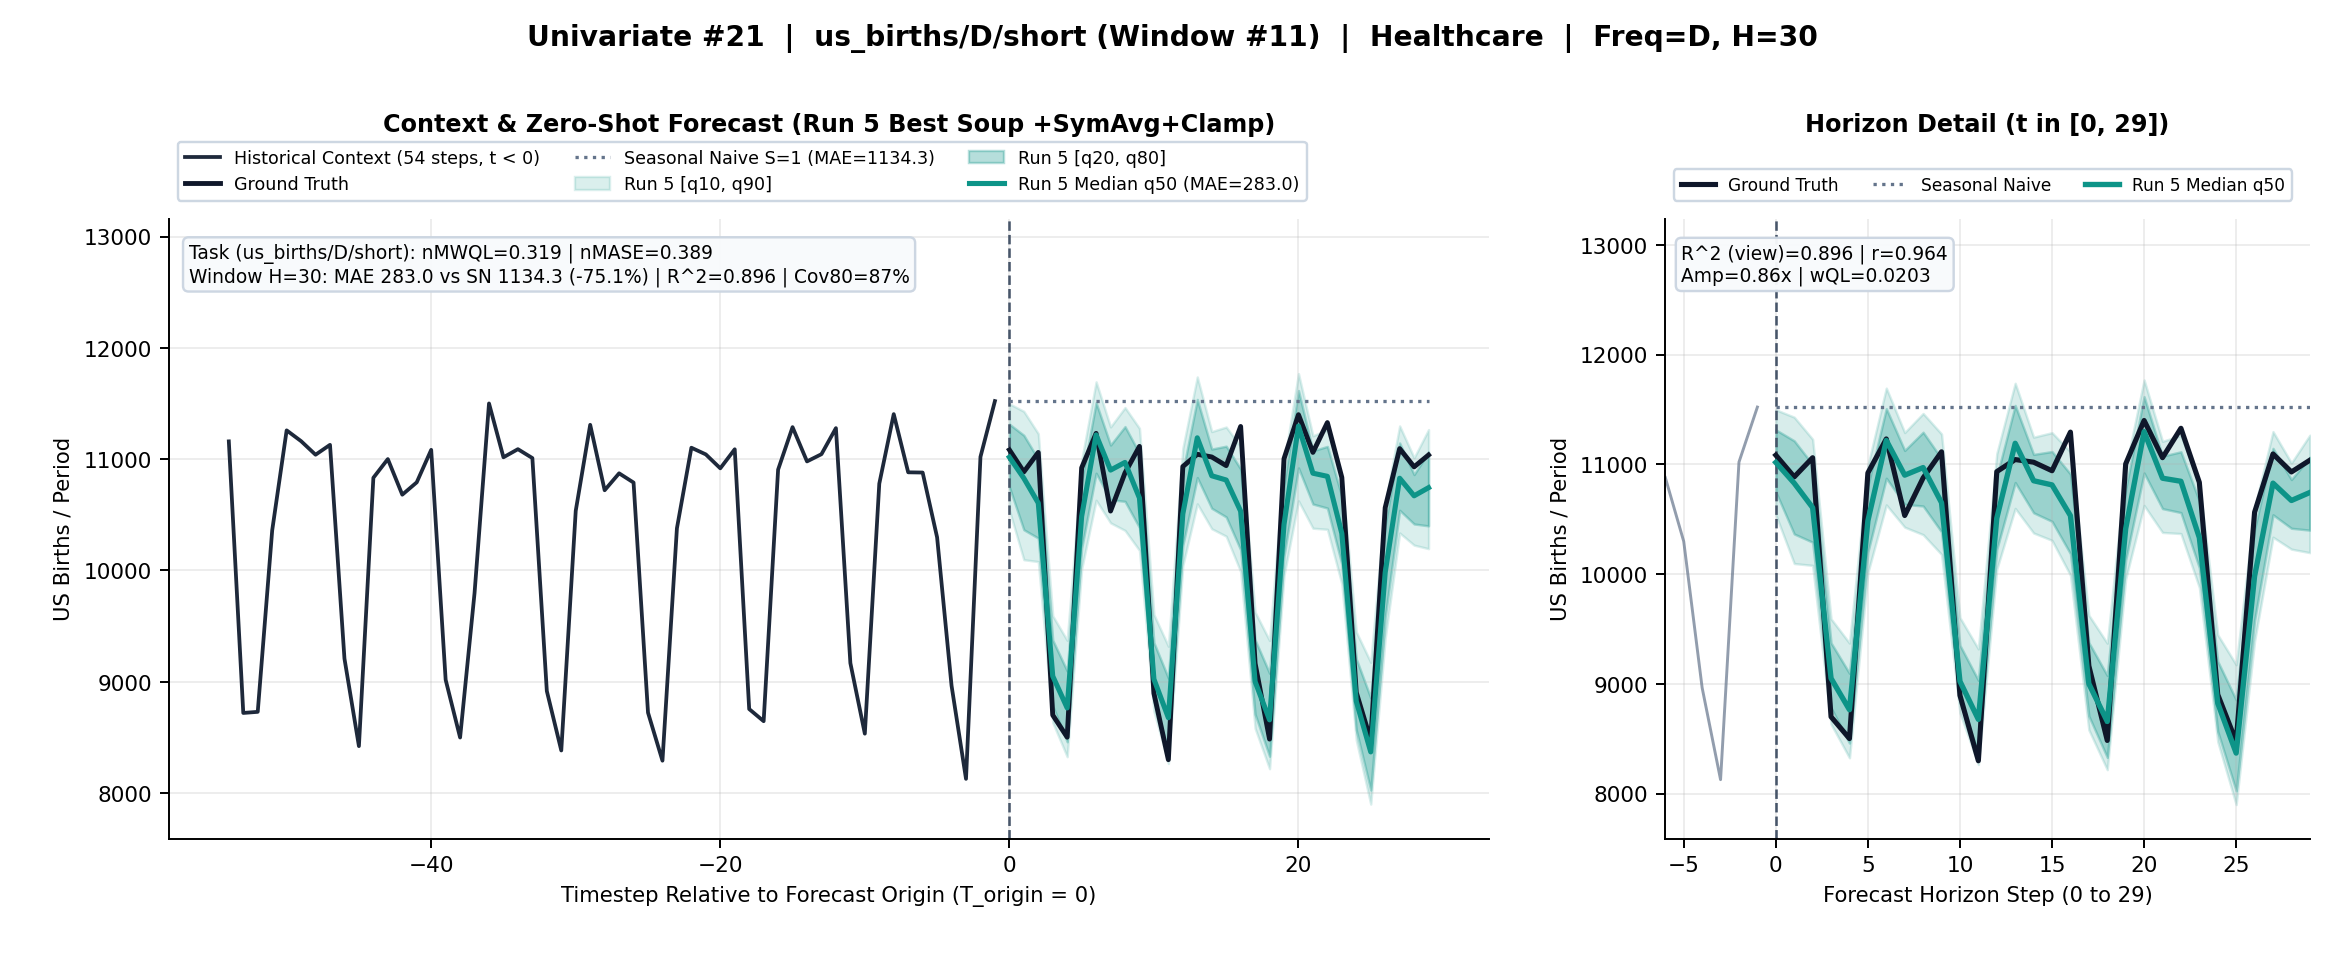 Univariate #21 | us_births/D/short (Window #11) | Healthcare | Freq=D, H=30
Context & Zero-Shot Forecast (Run 5 Best Soup +SymAvg+Clamp)
Historical Context (54 steps, t < 0)
Ground Truth
Seasonal Naive S=1 (MAE=1134.3)
Run 5 [q10, q90]
Run 5 [q20, q80]
Run 5 Median q50 (MAE=283.0)
Task (us_births/D/short): nMWQL=0.319 | nMASE=0.389
Window H=30: MAE 283.0 vs SN 1134.3 (-75.1%) | R^2=0.896 | Cov80=87%
13000
12000
11000
10000
9000
8000
US Births / Period
−40
−20
0
20
Timestep Relative to Forecast Origin (T_origin = 0)
Horizon Detail (t in [0, 29])
Ground Truth
Seasonal Naive
Run 5 Median q50
R^2 (view)=0.896 | r=0.964
Amp=0.86x | wQL=0.0203
13000
12000
11000
10000
9000
8000
US Births / Period
−5
0
5
10
15
20
25
Forecast Horizon Step (0 to 29)